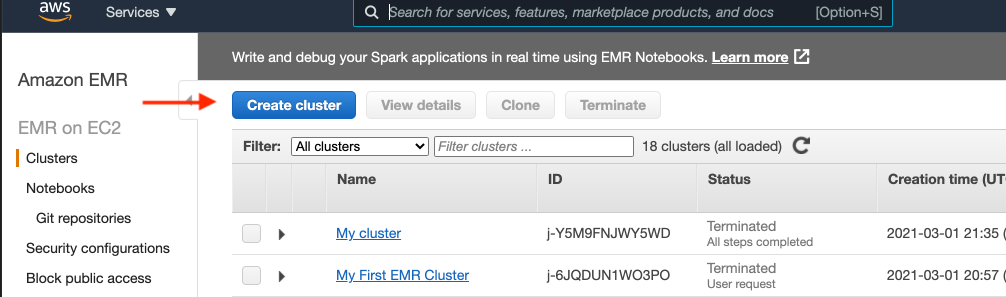 aws Services ▼ Search for services, features, marketplace products, and docs [Option+S]
Write and debug your Spark applications in real time using EMR Notebooks. Learn more
Amazon EMR
Create cluster View details Clone Terminate
EMR on EC2
Filter: All clusters Filter clusters ... 18 clusters (all loaded)
Clusters
Notebooks
Git repositories
Security configurations
Block public access
Name ID Status Creation time (UT
My cluster j-Y5M9FNJWY5WD Terminated 2021-03-01 21:35 (
All steps completed
My First EMR Cluster j-6JQDUN1WO3PO Terminated 2021-03-01 20:57 (
User request